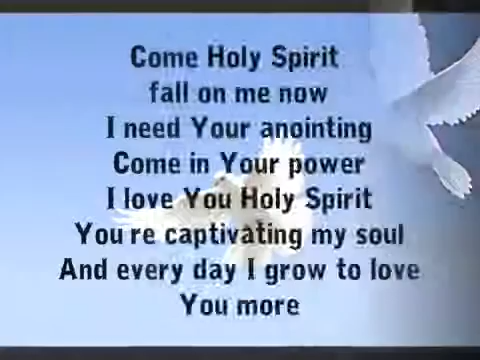 Come Holy Spirit
fall on me now
I need Your anointing
Come in Your power
I love You Holy Spirit
You're captivating my soul
And every day I grow to love
You more